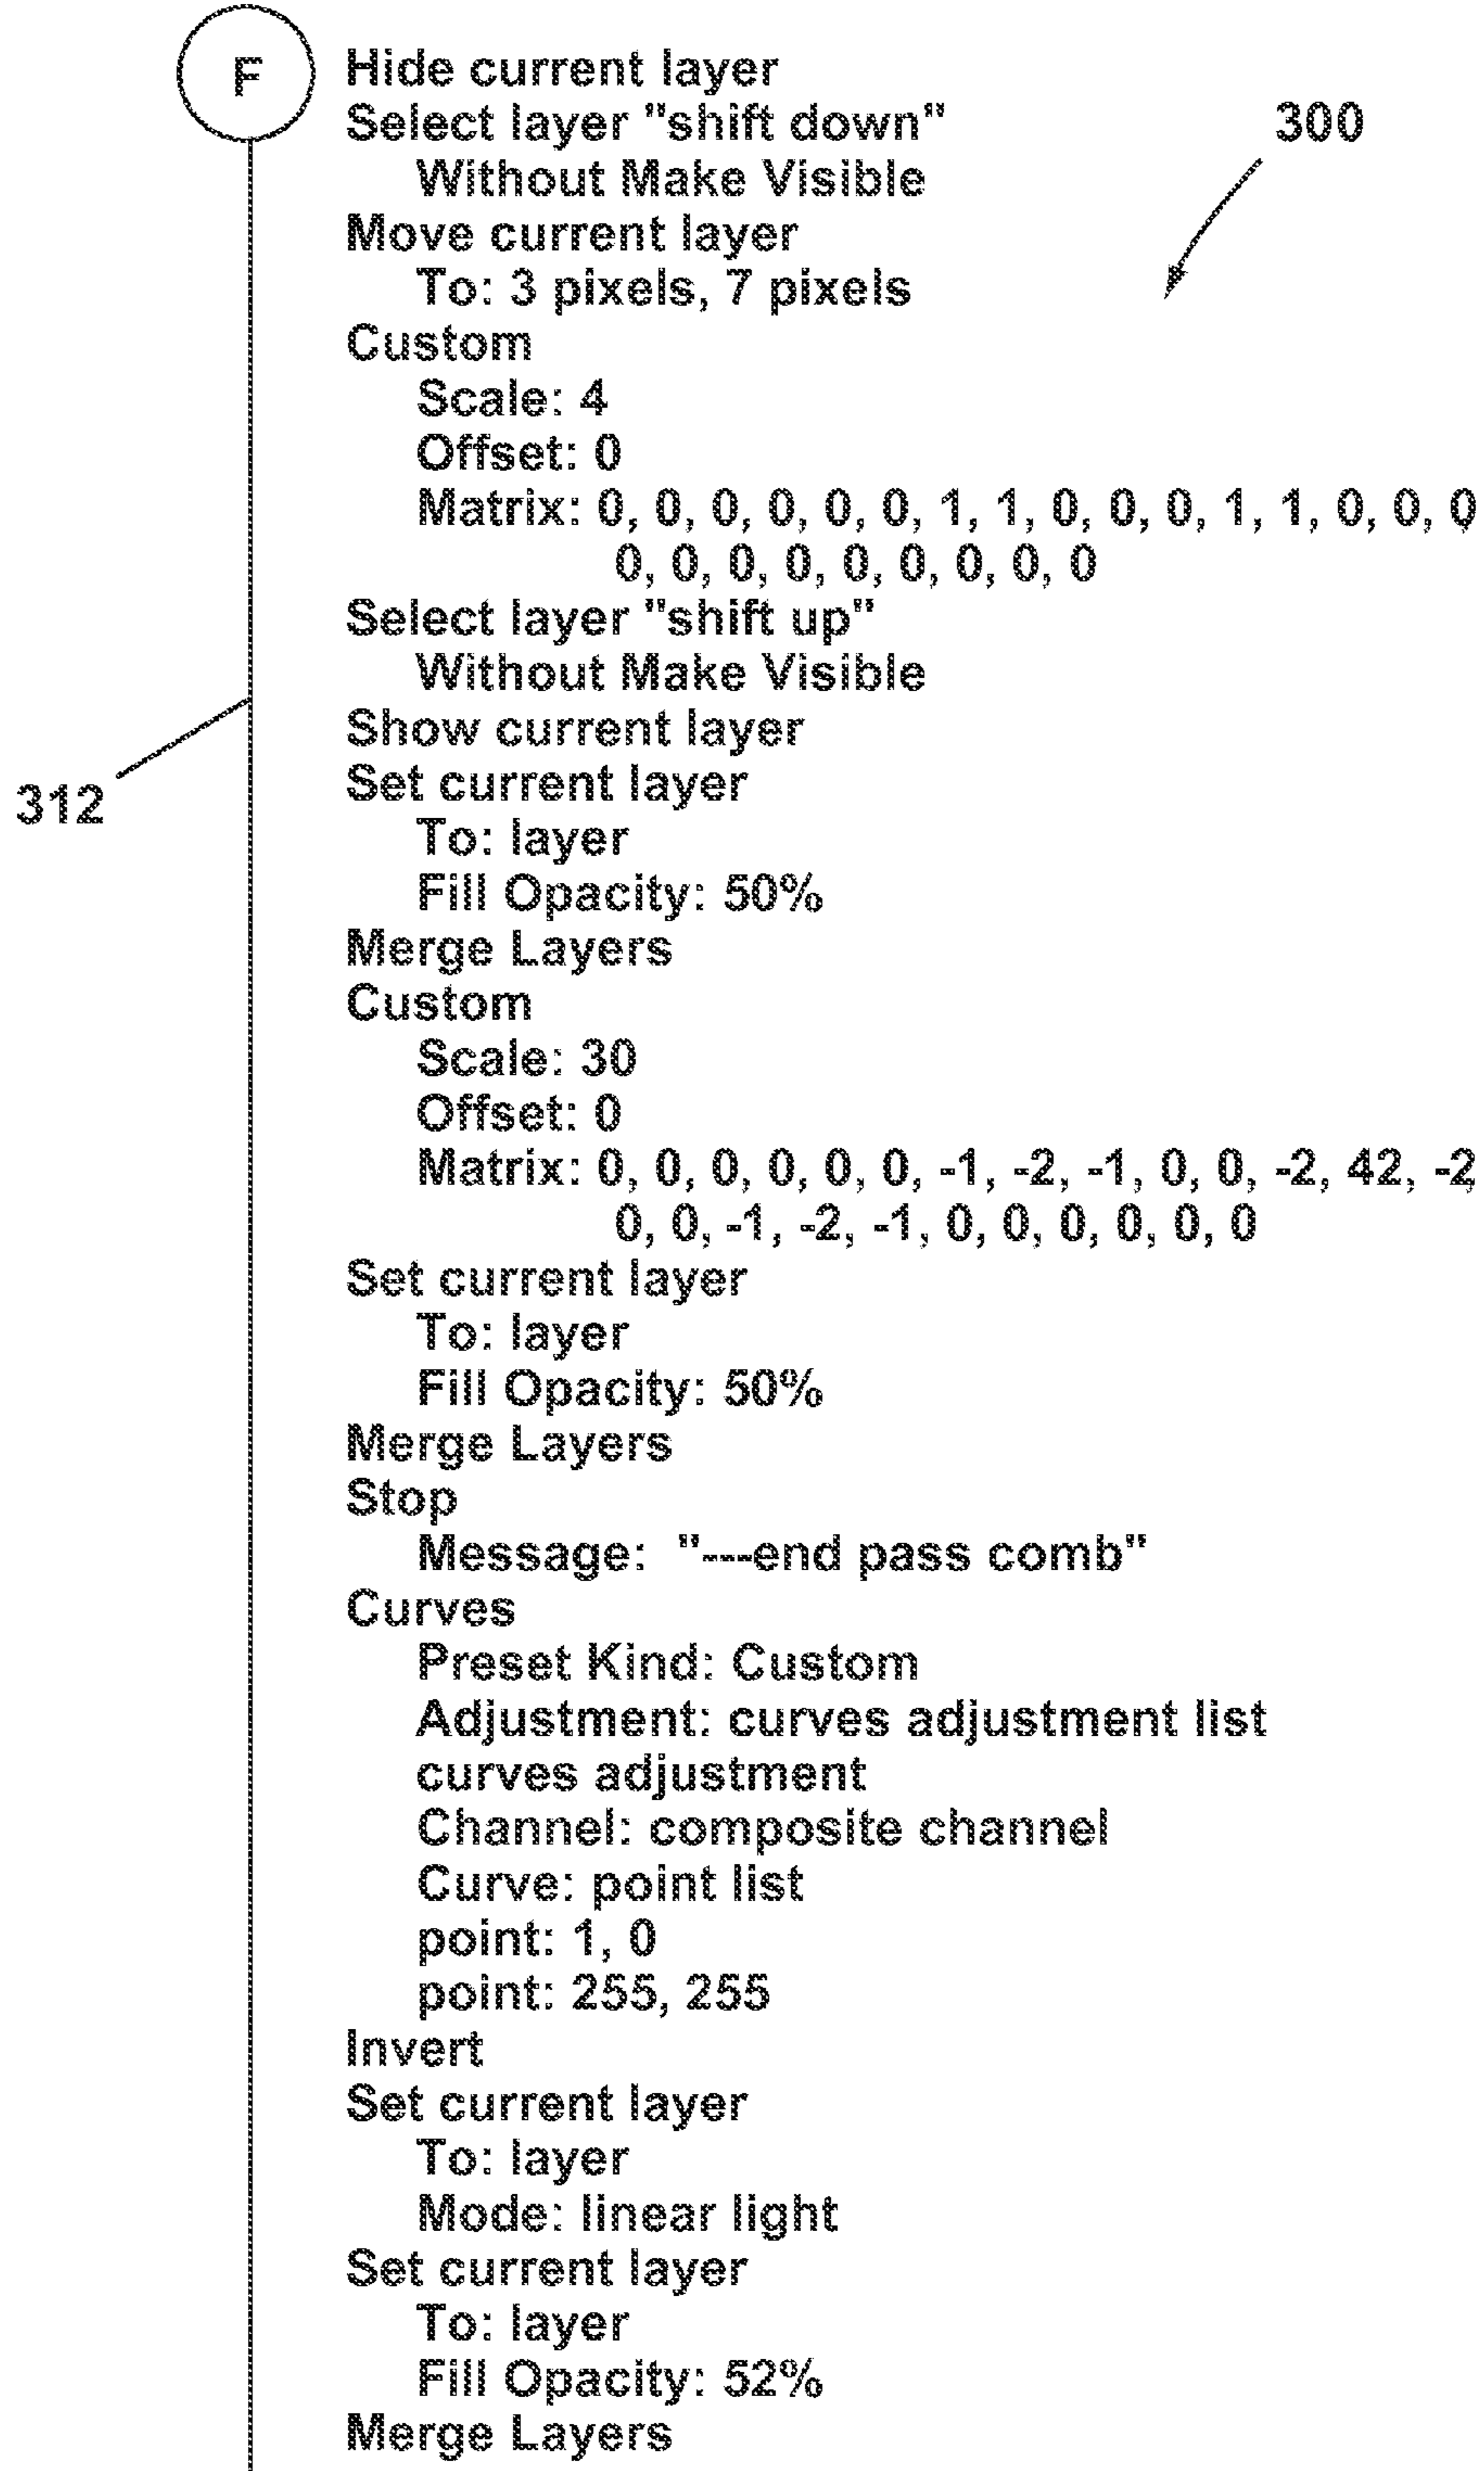 F
Hide current layer
Select layer "shift down"
300
Without Make Visible
Move current layer
To: 3 pixels, 7 pixels
Custom
Scale: 4
Offset: 0
Matrix: 0, 0, 0, 0, 0, 0, 1, 1, 0, 0, 0, 1, 1, 0, 0, 0,
0, 0, 0, 0, 0, 0, 0, 0, 0
Select layer "shift up"
Without Make Visible
Show current layer
Set current layer
312
To: layer
Fill Opacity: 50%
Merge Layers
Custom
Scale: 30
Offset: 0
Matrix: 0, 0, 0, 0, 0, 0, -1, -2, -1, 0, 0, -2, 42, -2,
0, 0, -1, -2, -1, 0, 0, 0, 0, 0, 0
Set current layer
To: layer
Fill Opacity: 50%
Merge Layers
Stop
Message: "---end pass comb"
Curves
Preset Kind: Custom
Adjustment: curves adjustment list
curves adjustment
Channel: composite channel
Curve: point list
point: 1, 0
point: 255, 255
Invert
Set current layer
To: layer
Mode: linear light
Set current layer
To: layer
Fill Opacity: 52%
Merge Layers